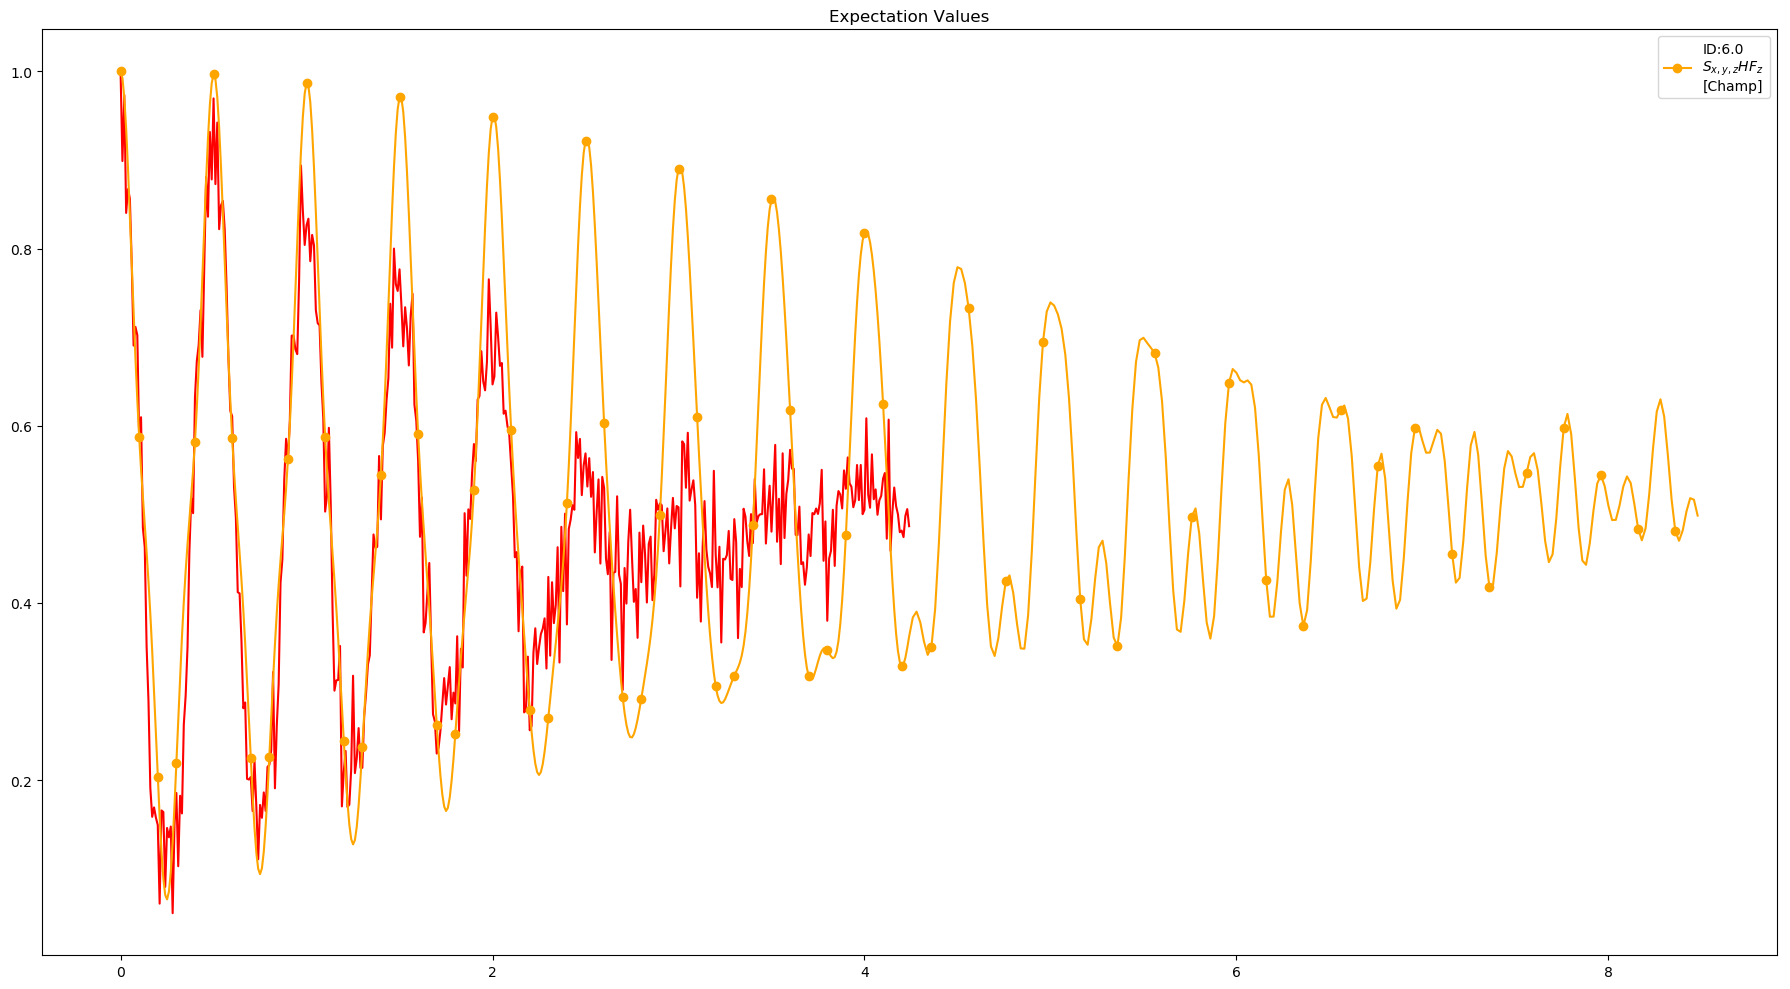 Expectation Values
ID:6.0
S_{x,y,z}HF_z
[Champ]
1.0
0.8
0.6
0.4
0.2
0 2 4 6 8